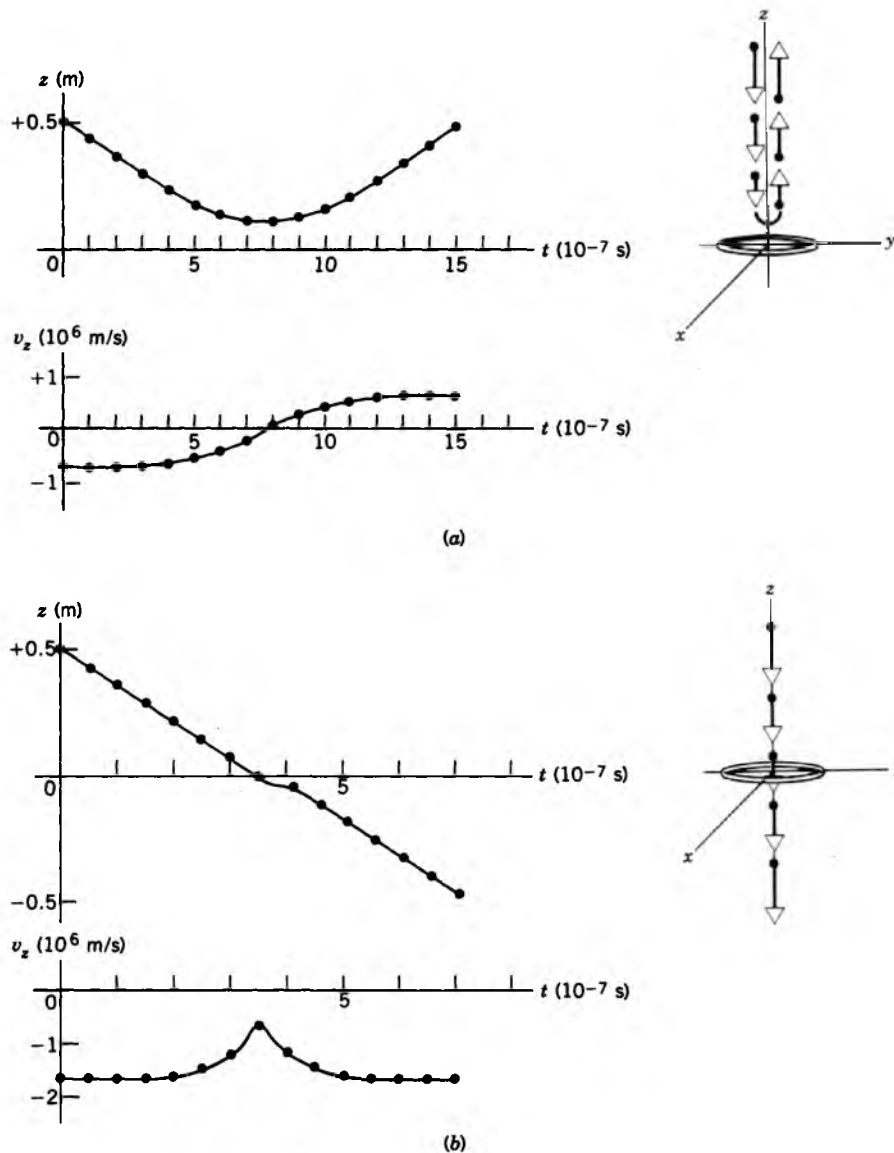 z (m)
+0.5
0
5
10
15
t (10⁻⁷ s)
z
y
x
v_z (10⁶ m/s)
+1
0
5
10
15
t (10⁻⁷ s)
−1
(a)
z (m)
+0.5
0
5
t (10⁻⁷ s)
−0.5
z
x
v_z (10⁶ m/s)
0
5
t (10⁻⁷ s)
−1
−2
(b)